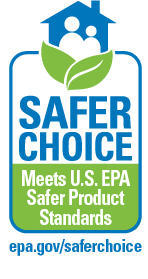 SAFER
CHOICE
Meets U.S. EPA
Safer Product
Standards
epa.gov/saferchoice